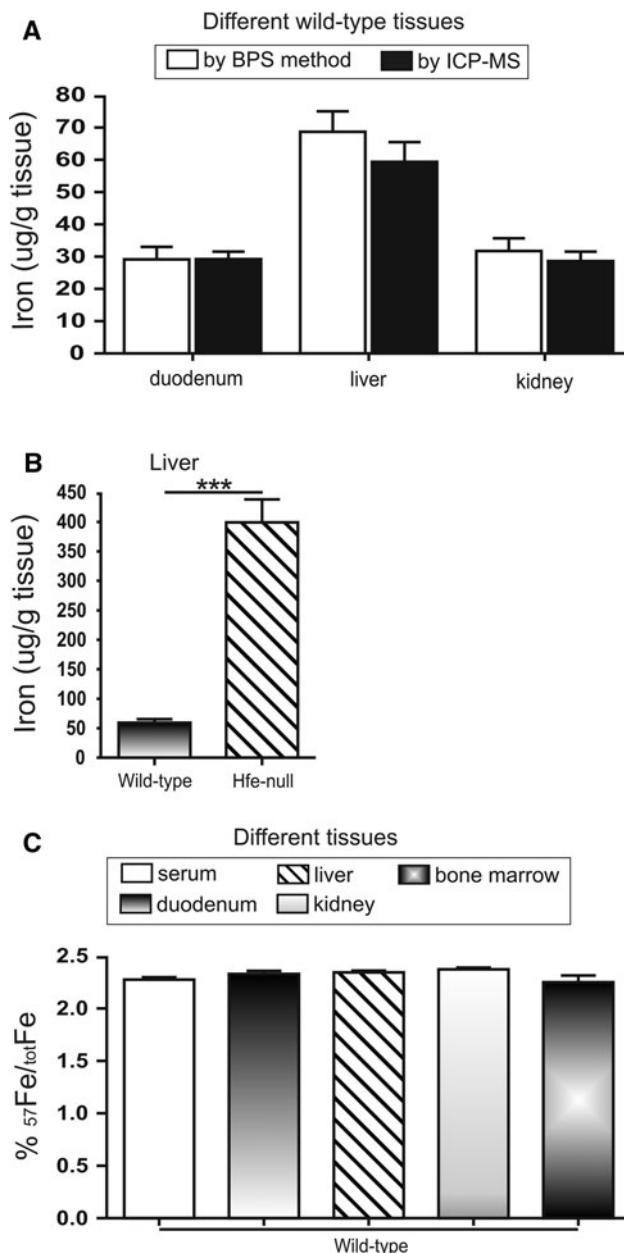 A
Different wild-type tissues
by BPS method by ICP-MS
Iron (ug/g tissue)
80
70
60
50
40
30
20
10
0
duodenum liver kidney
B
Liver
***
Iron (ug/g tissue)
450
400
350
300
250
200
150
100
50
0
Wild-type Hfe-null
C
Different tissues
serum liver bone marrow
duodenum kidney
% 57Fe/totFe
2.5
2.0
1.5
1.0
0.5
0.0
Wild-type